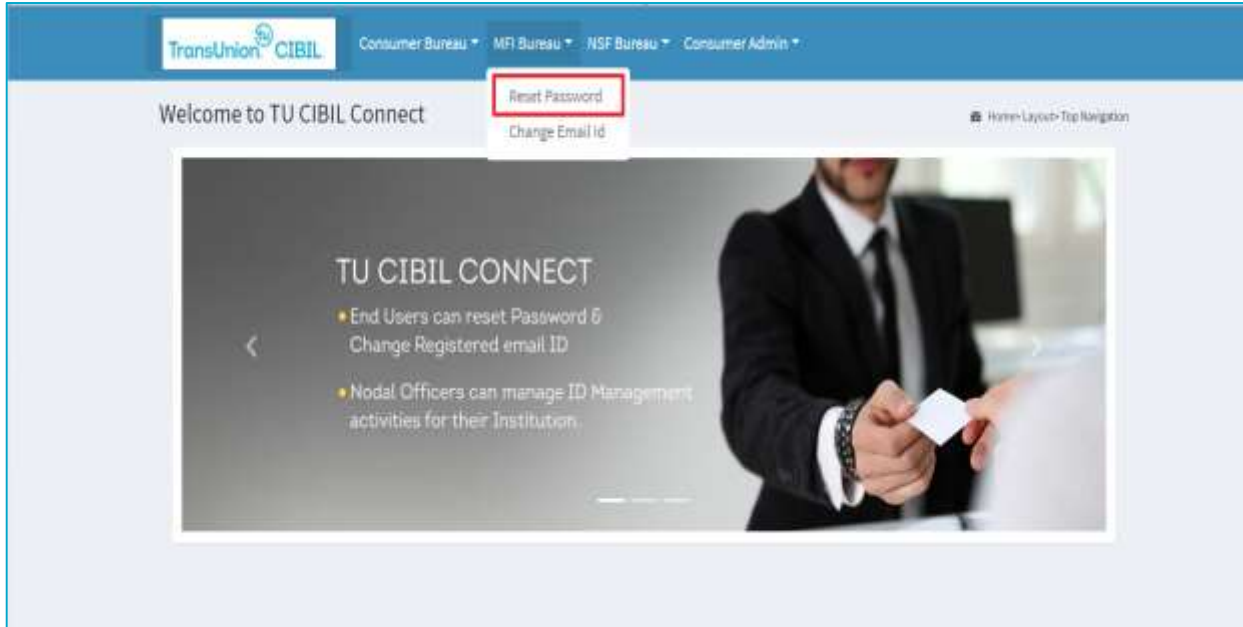 TransUnion TU CIBIL
Consumer Bureau MFI Bureau NSF Bureau Consumer Admin
Reset Password
Change Email Id
Welcome to TU CIBIL Connect
Home> Layout> Top Navigation
TU CIBIL CONNECT
• End Users can reset Password &
Change Registered email ID
• Nodal Officers can manage ID Management
activities for their Institution.